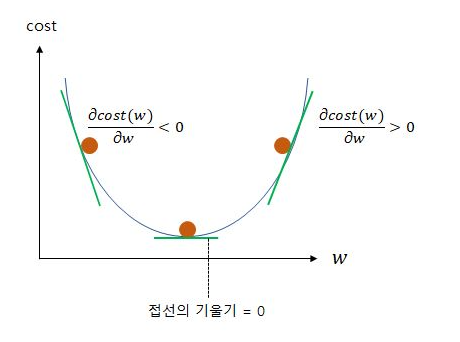 cost
∂cost(w)/∂w < 0
∂cost(w)/∂w > 0
w
접선의 기울기 = 0